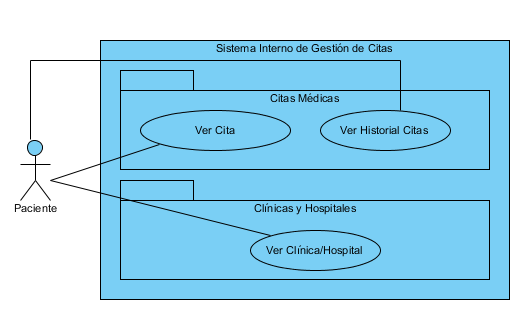 Sistema Interno de Gestión de Citas
Citas Médicas
Ver Cita
Ver Historial Citas
Paciente
Clínicas y Hospitales
Ver Clínica/Hospital